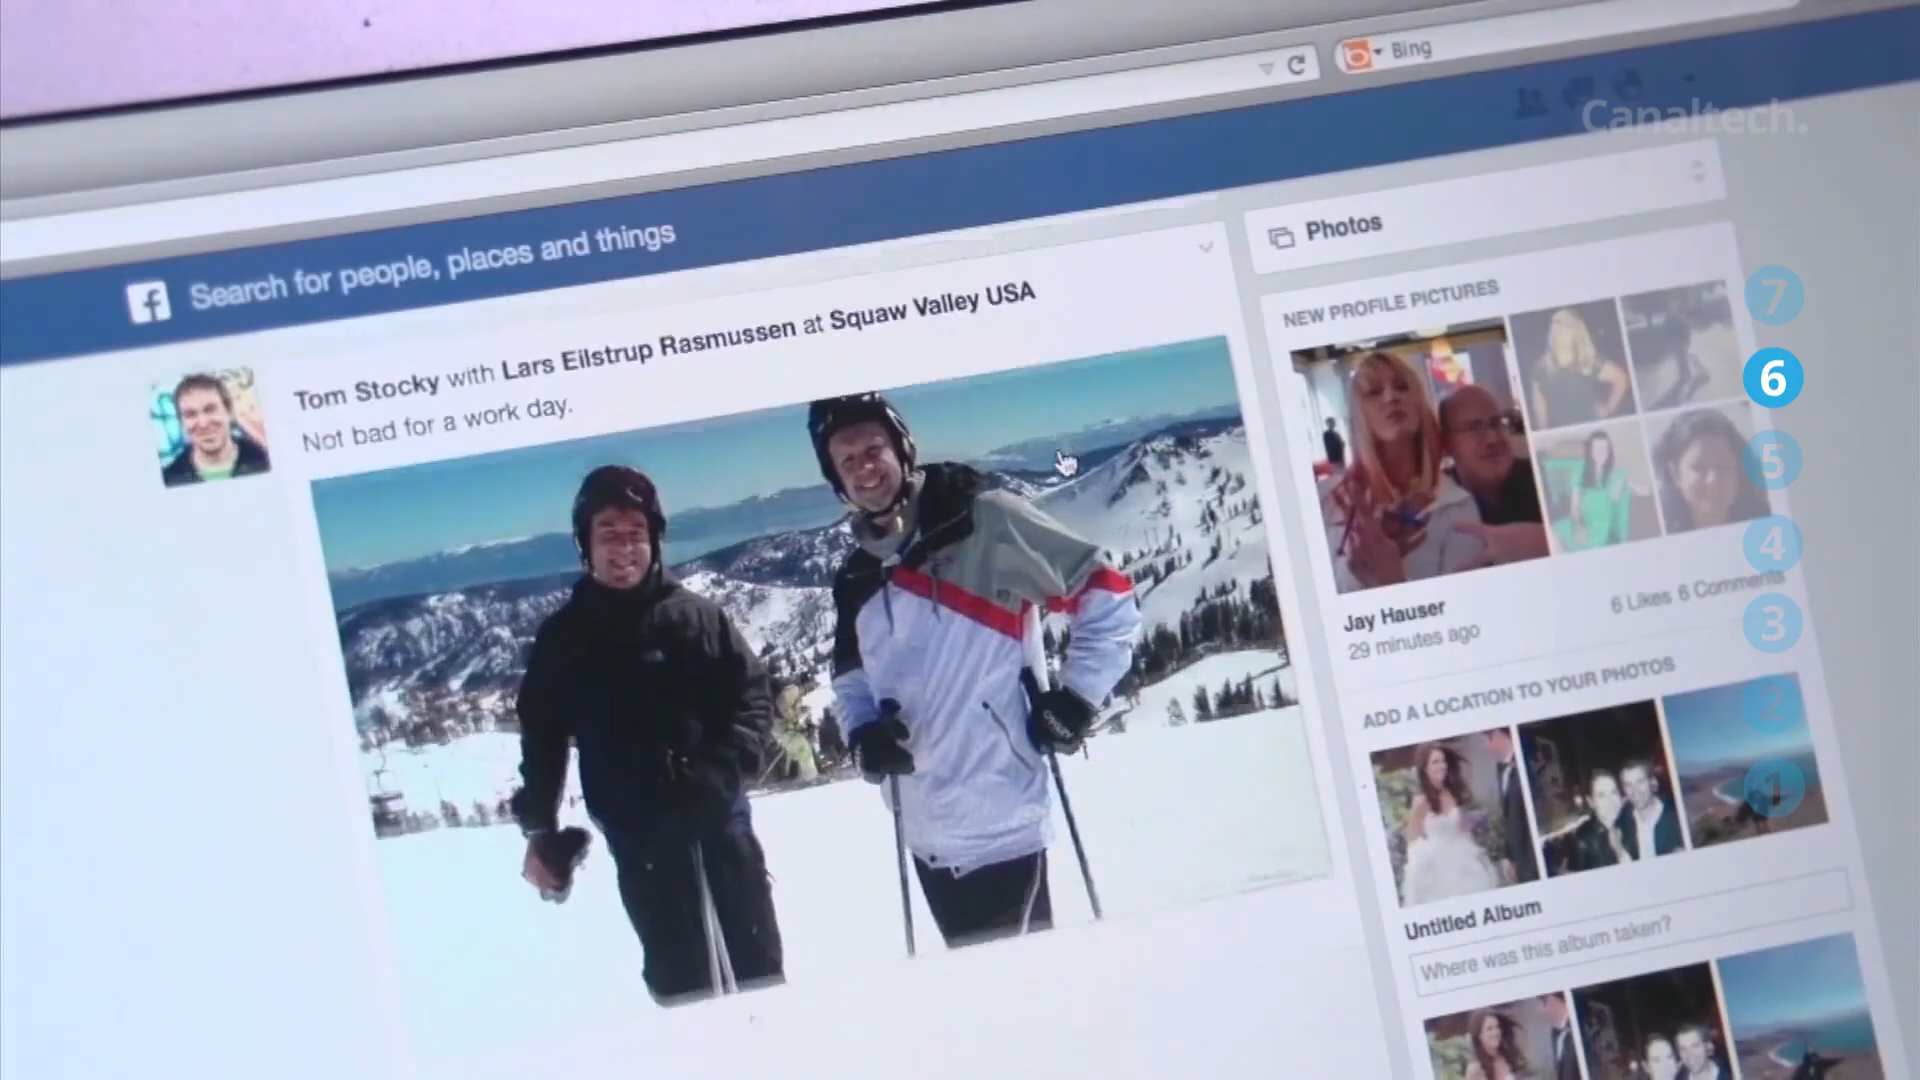 Bing
Canaltech.
f Search for people, places and things
Photos
Tom Stocky with Lars Eilstrup Rasmussen at Squaw Valley USA
Not bad for a work day.
NEW PROFILE PICTURES
7
6
5
4
3
2
1
Jay Hauser
6 Likes 6 Comments
29 minutes ago
ADD A LOCATION TO YOUR PHOTOS
Untitled Album
Where was this album taken?